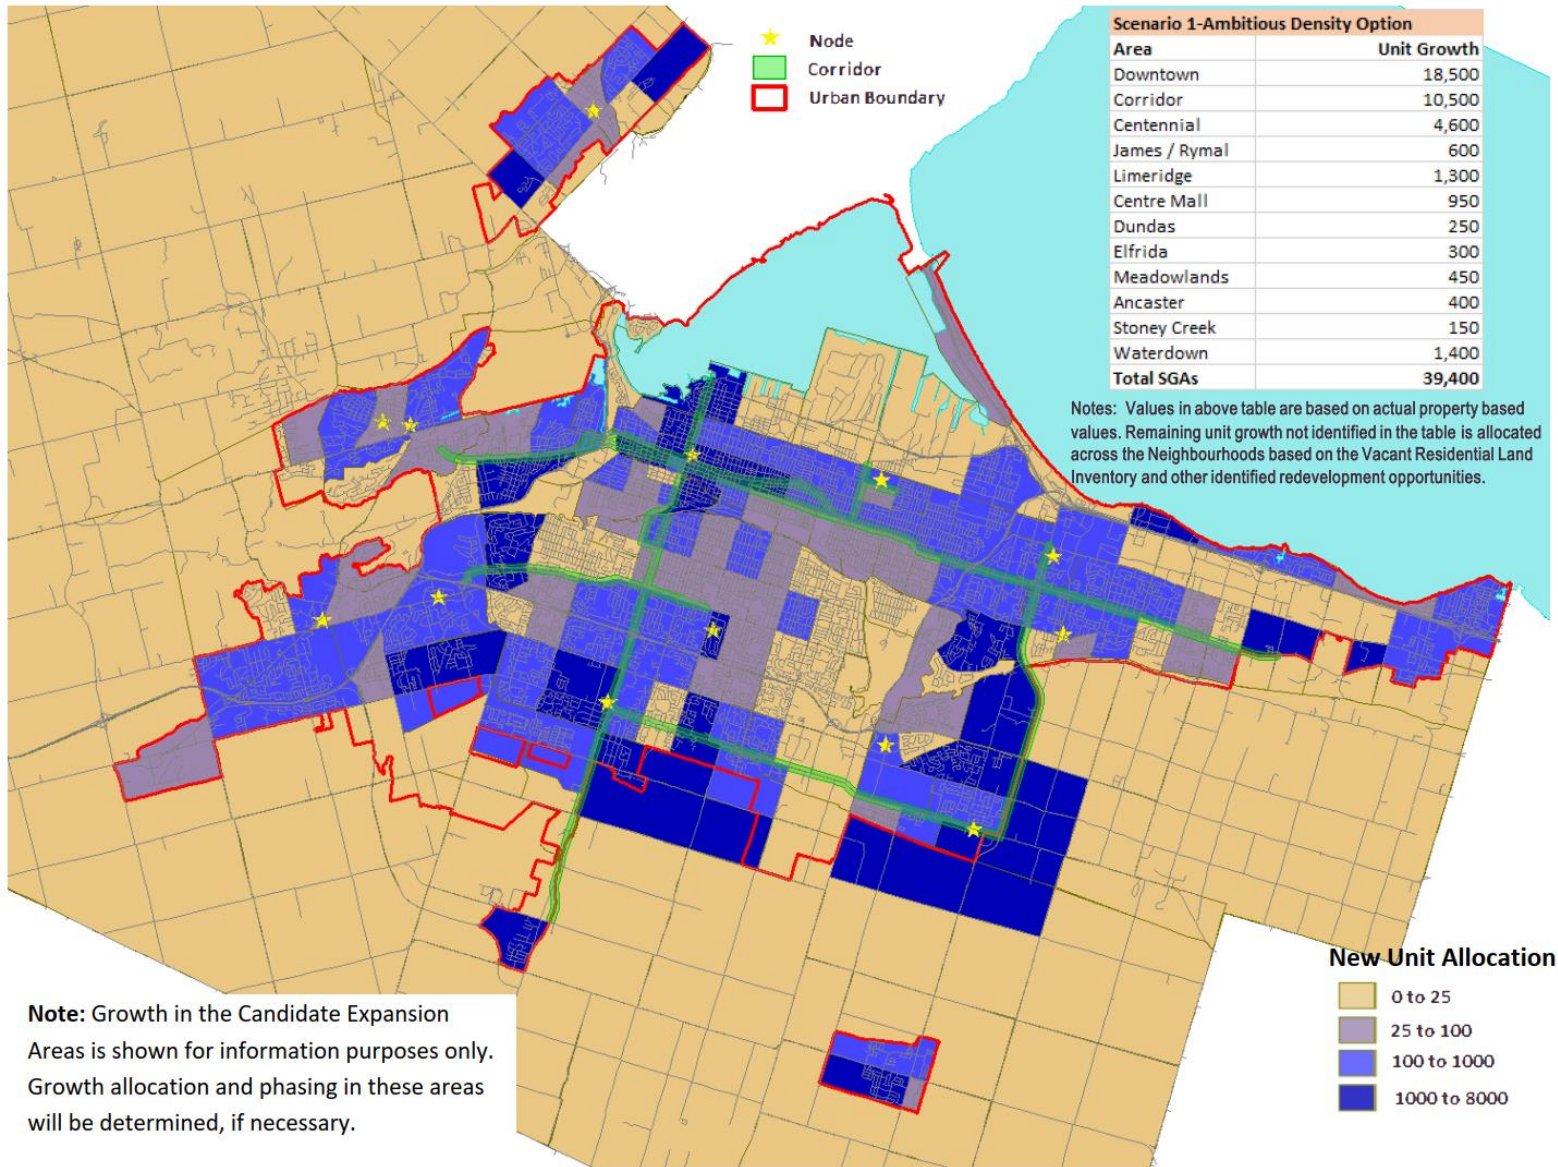 Node
Corridor
Urban Boundary
Scenario 1-Ambitious Density Option
Area Unit Growth
Downtown 18,500
Corridor 10,500
Centennial 4,600
James / Rymal 600
Limeridge 1,300
Centre Mall 950
Dundas 250
Elfrida 300
Meadowlands 450
Ancaster 400
Stoney Creek 150
Waterdown 1,400
Total SGAs 39,400
Notes: Values in above table are based on actual property based
values. Remaining unit growth not identified in the table is allocated
across the Neighbourhoods based on the Vacant Residential Land
Inventory and other identified redevelopment opportunities.
New Unit Allocation
0 to 25
25 to 100
100 to 1000
1000 to 8000
Note: Growth in the Candidate Expansion
Areas is shown for information purposes only.
Growth allocation and phasing in these areas
will be determined, if necessary.